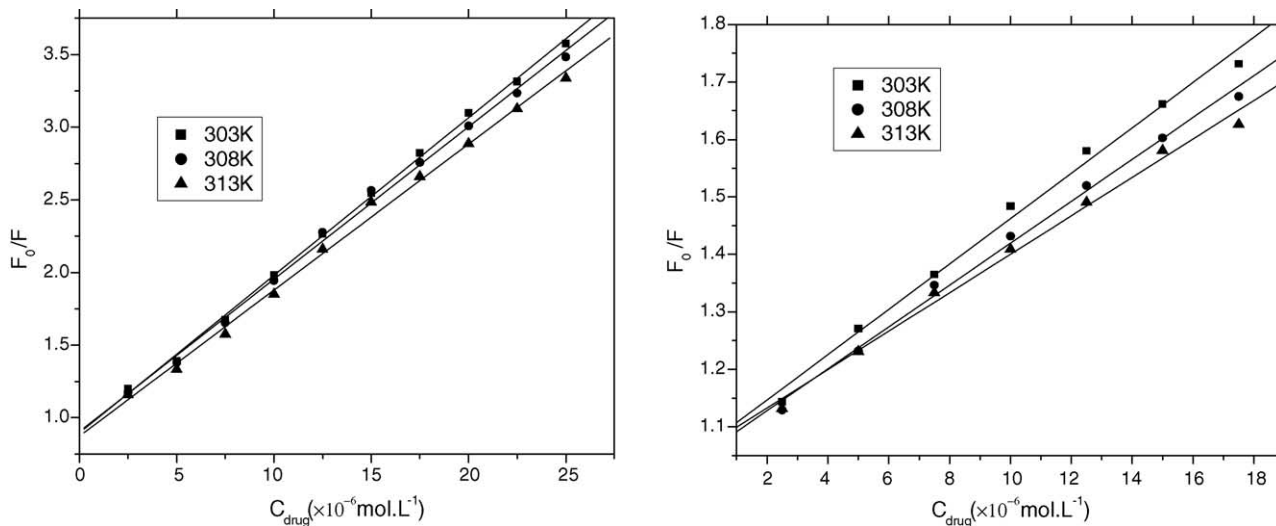 F₀/F
3.5
3.0
2.5
2.0
1.5
1.0
303K
308K
313K
0 5 10 15 20 25
C_drug(×10⁻⁶mol.L⁻¹)
F₀/F
1.8
1.7
1.6
1.5
1.4
1.3
1.2
1.1
303K
308K
313K
2 4 6 8 10 12 14 16 18
C_drug(×10⁻⁶mol.L⁻¹)